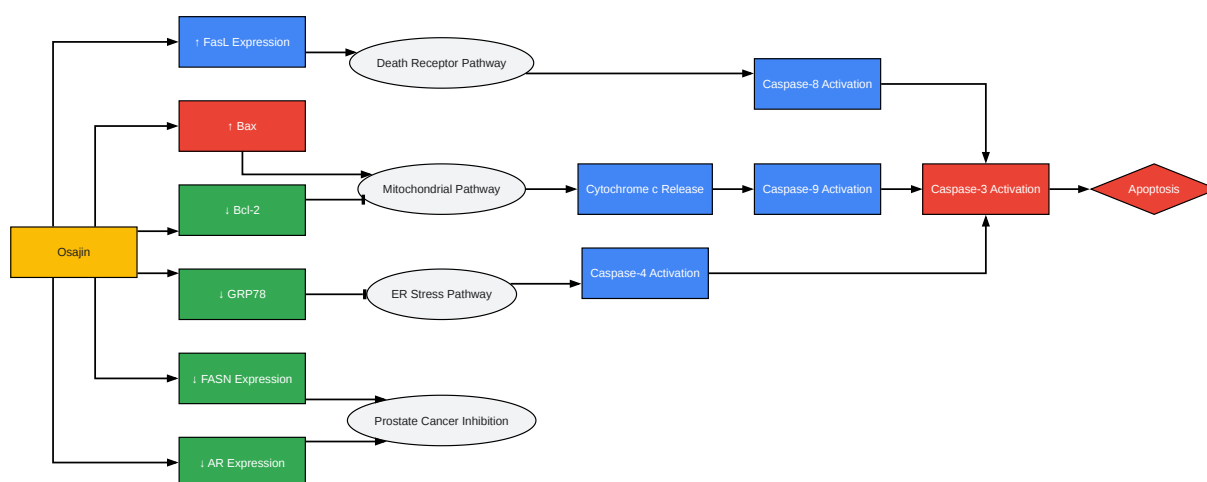 ↑ FasL Expression
Death Receptor Pathway
Caspase-8 Activation
↑ Bax
Mitochondrial Pathway
Cytochrome c Release
Caspase-9 Activation
Caspase-3 Activation
Apoptosis
↓ Bcl-2
Osajin
Caspase-4 Activation
↓ GRP78
ER Stress Pathway
↓ FASN Expression
Prostate Cancer Inhibition
↓ AR Expression